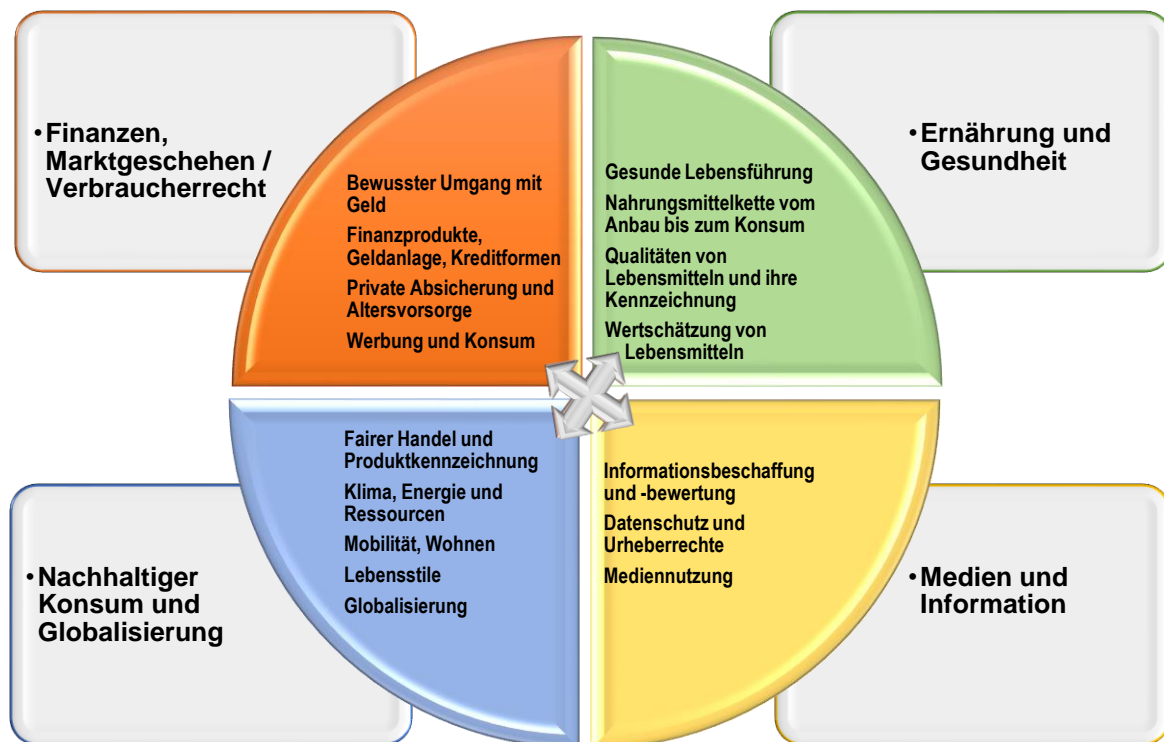 •Finanzen,
Marktgeschehen /
Verbraucherrecht
Bewusster Umgang mit
Geld
Finanzprodukte,
Geldanlage, Kreditformen
Private Absicherung und
Altersvorsorge
Werbung und Konsum
Gesunde Lebensführung
Nahrungsmittelkette vom
Anbau bis zum Konsum
Qualitäten von
Lebensmitteln und ihre
Kennzeichnung
Wertschätzung von
Lebensmitteln
•Ernährung und
Gesundheit
•Nachhaltiger
Konsum und
Globalisierung
Fairer Handel und
Produktkennzeichnung
Klima, Energie und
Ressourcen
Mobilität, Wohnen
Lebensstile
Globalisierung
Informationsbeschaffung
und -bewertung
Datenschutz und
Urheberrechte
Mediennutzung
•Medien und
Information